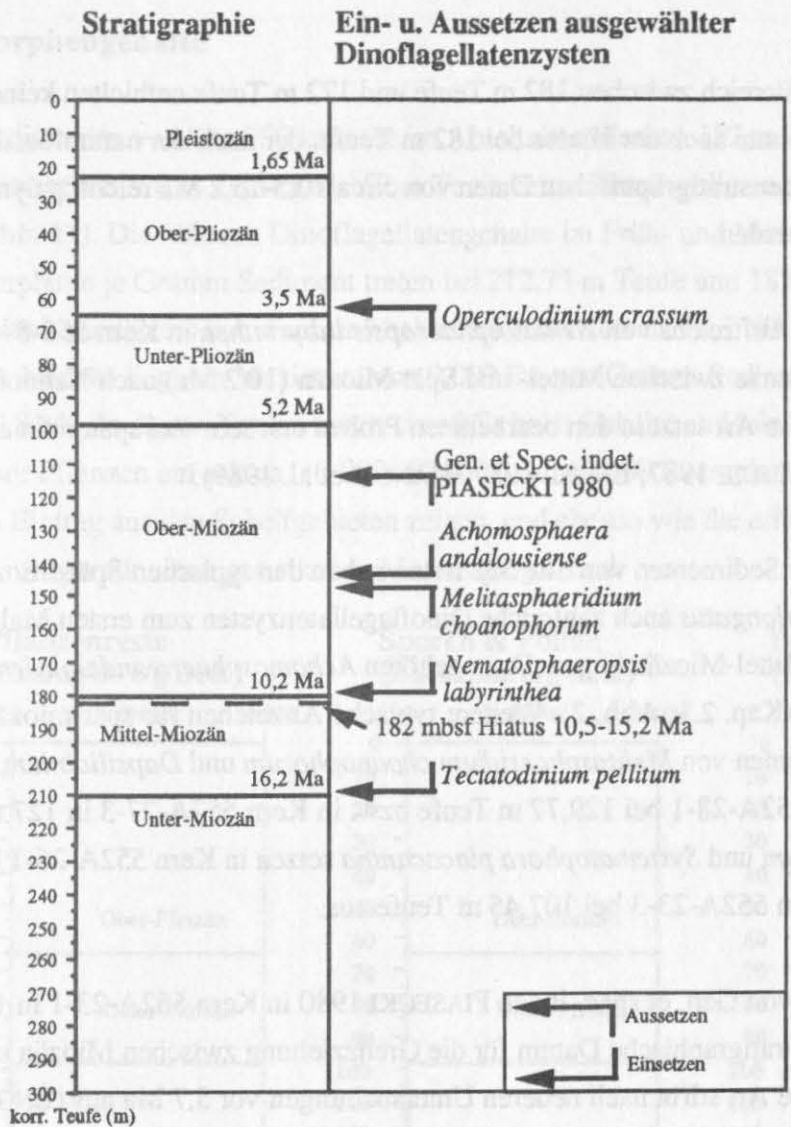 Stratigraphie
Ein- u. Aussetzen ausgewählter
Dinoflagellatenzysten
0
10
20
30
40
50
60
70
80
90
100
110
120
130
140
150
160
170
180
190
200
210
220
230
240
250
260
270
280
290
300
korr. Teufe (m)
Pleistozän
1,65 Ma
Ober-Pliozän
3,5 Ma
Unter-Pliozän
5,2 Ma
Ober-Miozän
10,2 Ma
Mittel-Miozän
16,2 Ma
Unter-Miozän
Operculodinium crassum
Gen. et Spec. indet.
PIASECKI 1980
Achomosphaera
andalousiense
Melitasphaeridium
choanophorum
Nematosphaeropsis
labyrinthea
182 mbsf Hiatus 10,5-15,2 Ma
Tectatodinium pellitum
Aussetzen
Einsetzen